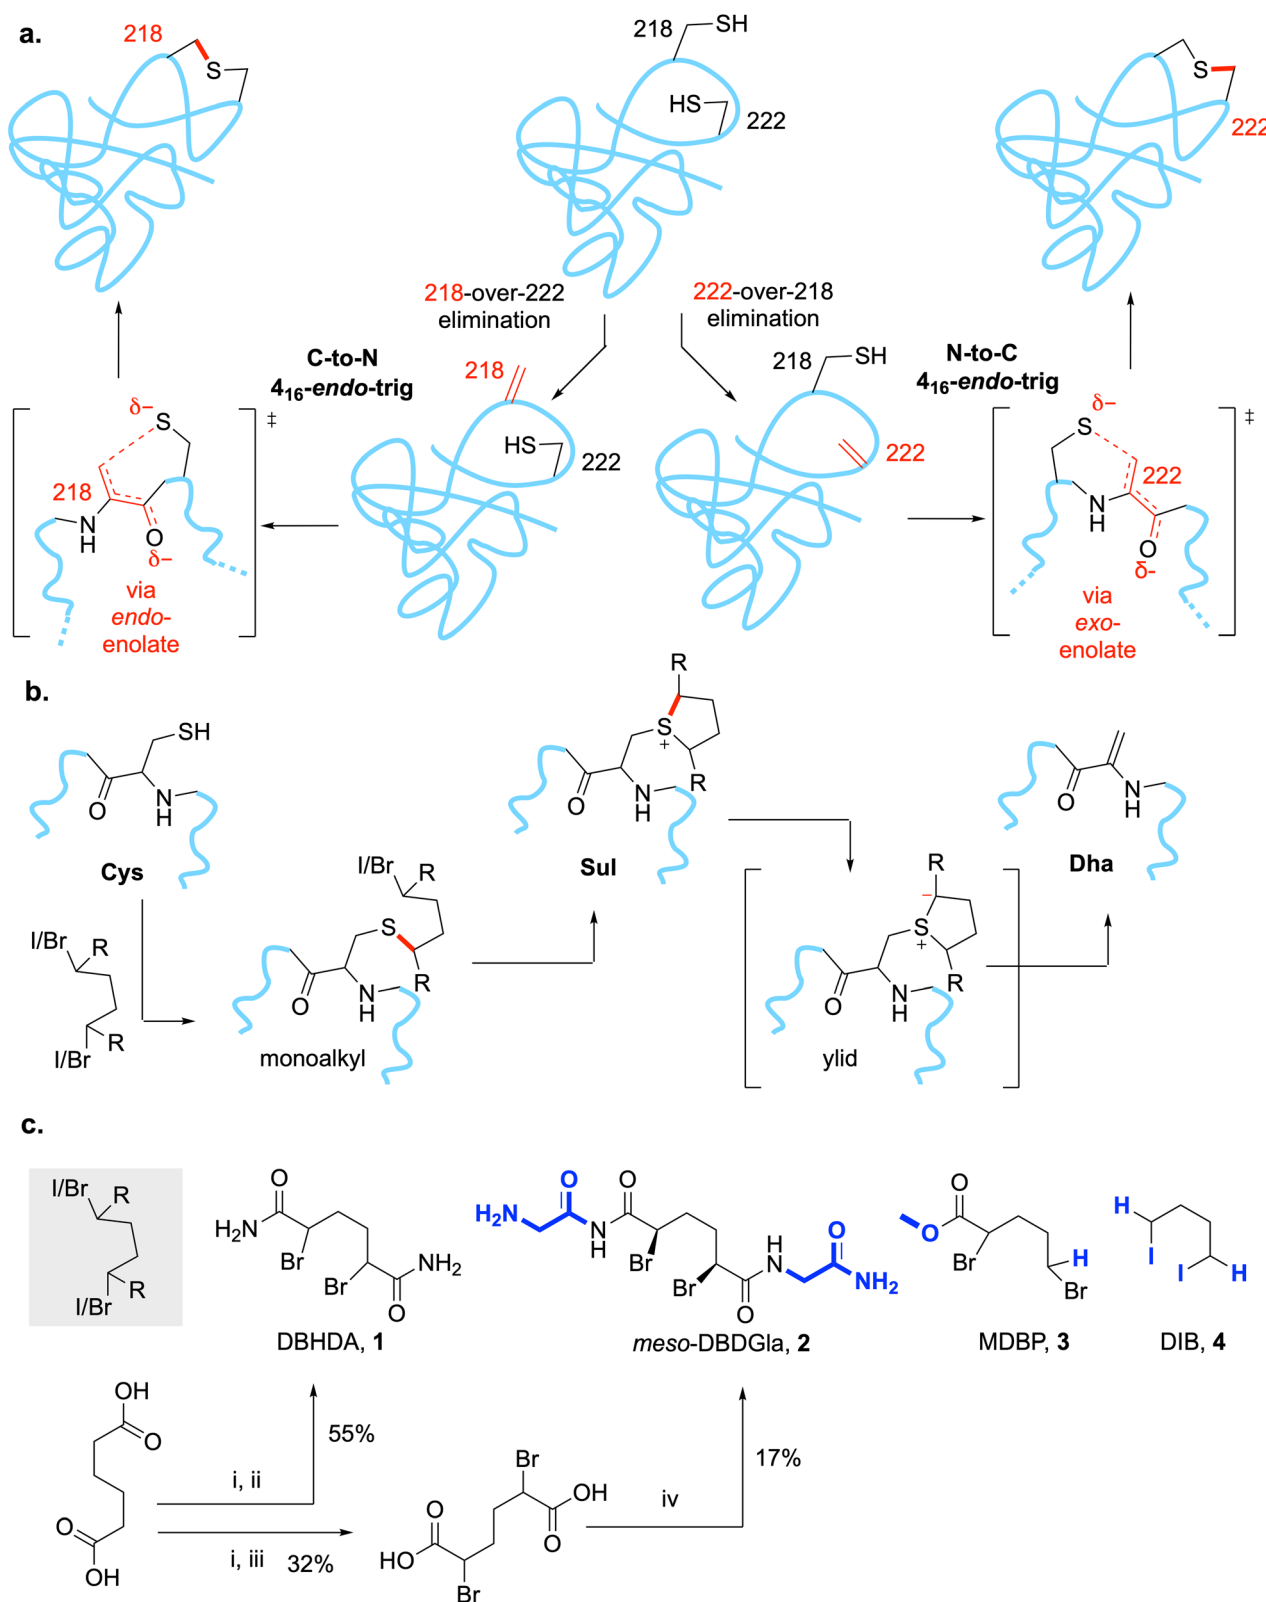 a.
218
S
218
SH
HS
222
S
222
218-over-222
elimination
222-over-218
elimination
C-to-N
4₁₆-endo-trig
N-to-C
4₁₆-endo-trig
δ–
S
‡
218
N
H
O
δ–
via
endo-
enolate
218
HS
222
218
SH
222
δ–
S
‡
222
N
H
O
δ-
via
exo-
enolate
b.
SH
O
N
H
Cys
I/Br
R
I/Br
R
I/Br
R
S
R
O
N
H
monoalkyl
R
S
+
R
O
N
H
Sul
R
–
S
+
R
O
N
H
ylid
O
N
H
Dha
c.
I/Br
R
R
I/Br
O
H₂N
Br
Br
NH₂
O
DBHDA, 1
H₂N
O
N
H
O
Br
Br
H
N
O
O
NH₂
meso-DBDGla, 2
O
O
Br
H
Br
MDBP, 3
H
I
I
H
DIB, 4
OH
O
O
OH
i, ii
55%
i, iii
32%
Br
O
OH
O
HO
Br
iv
17%